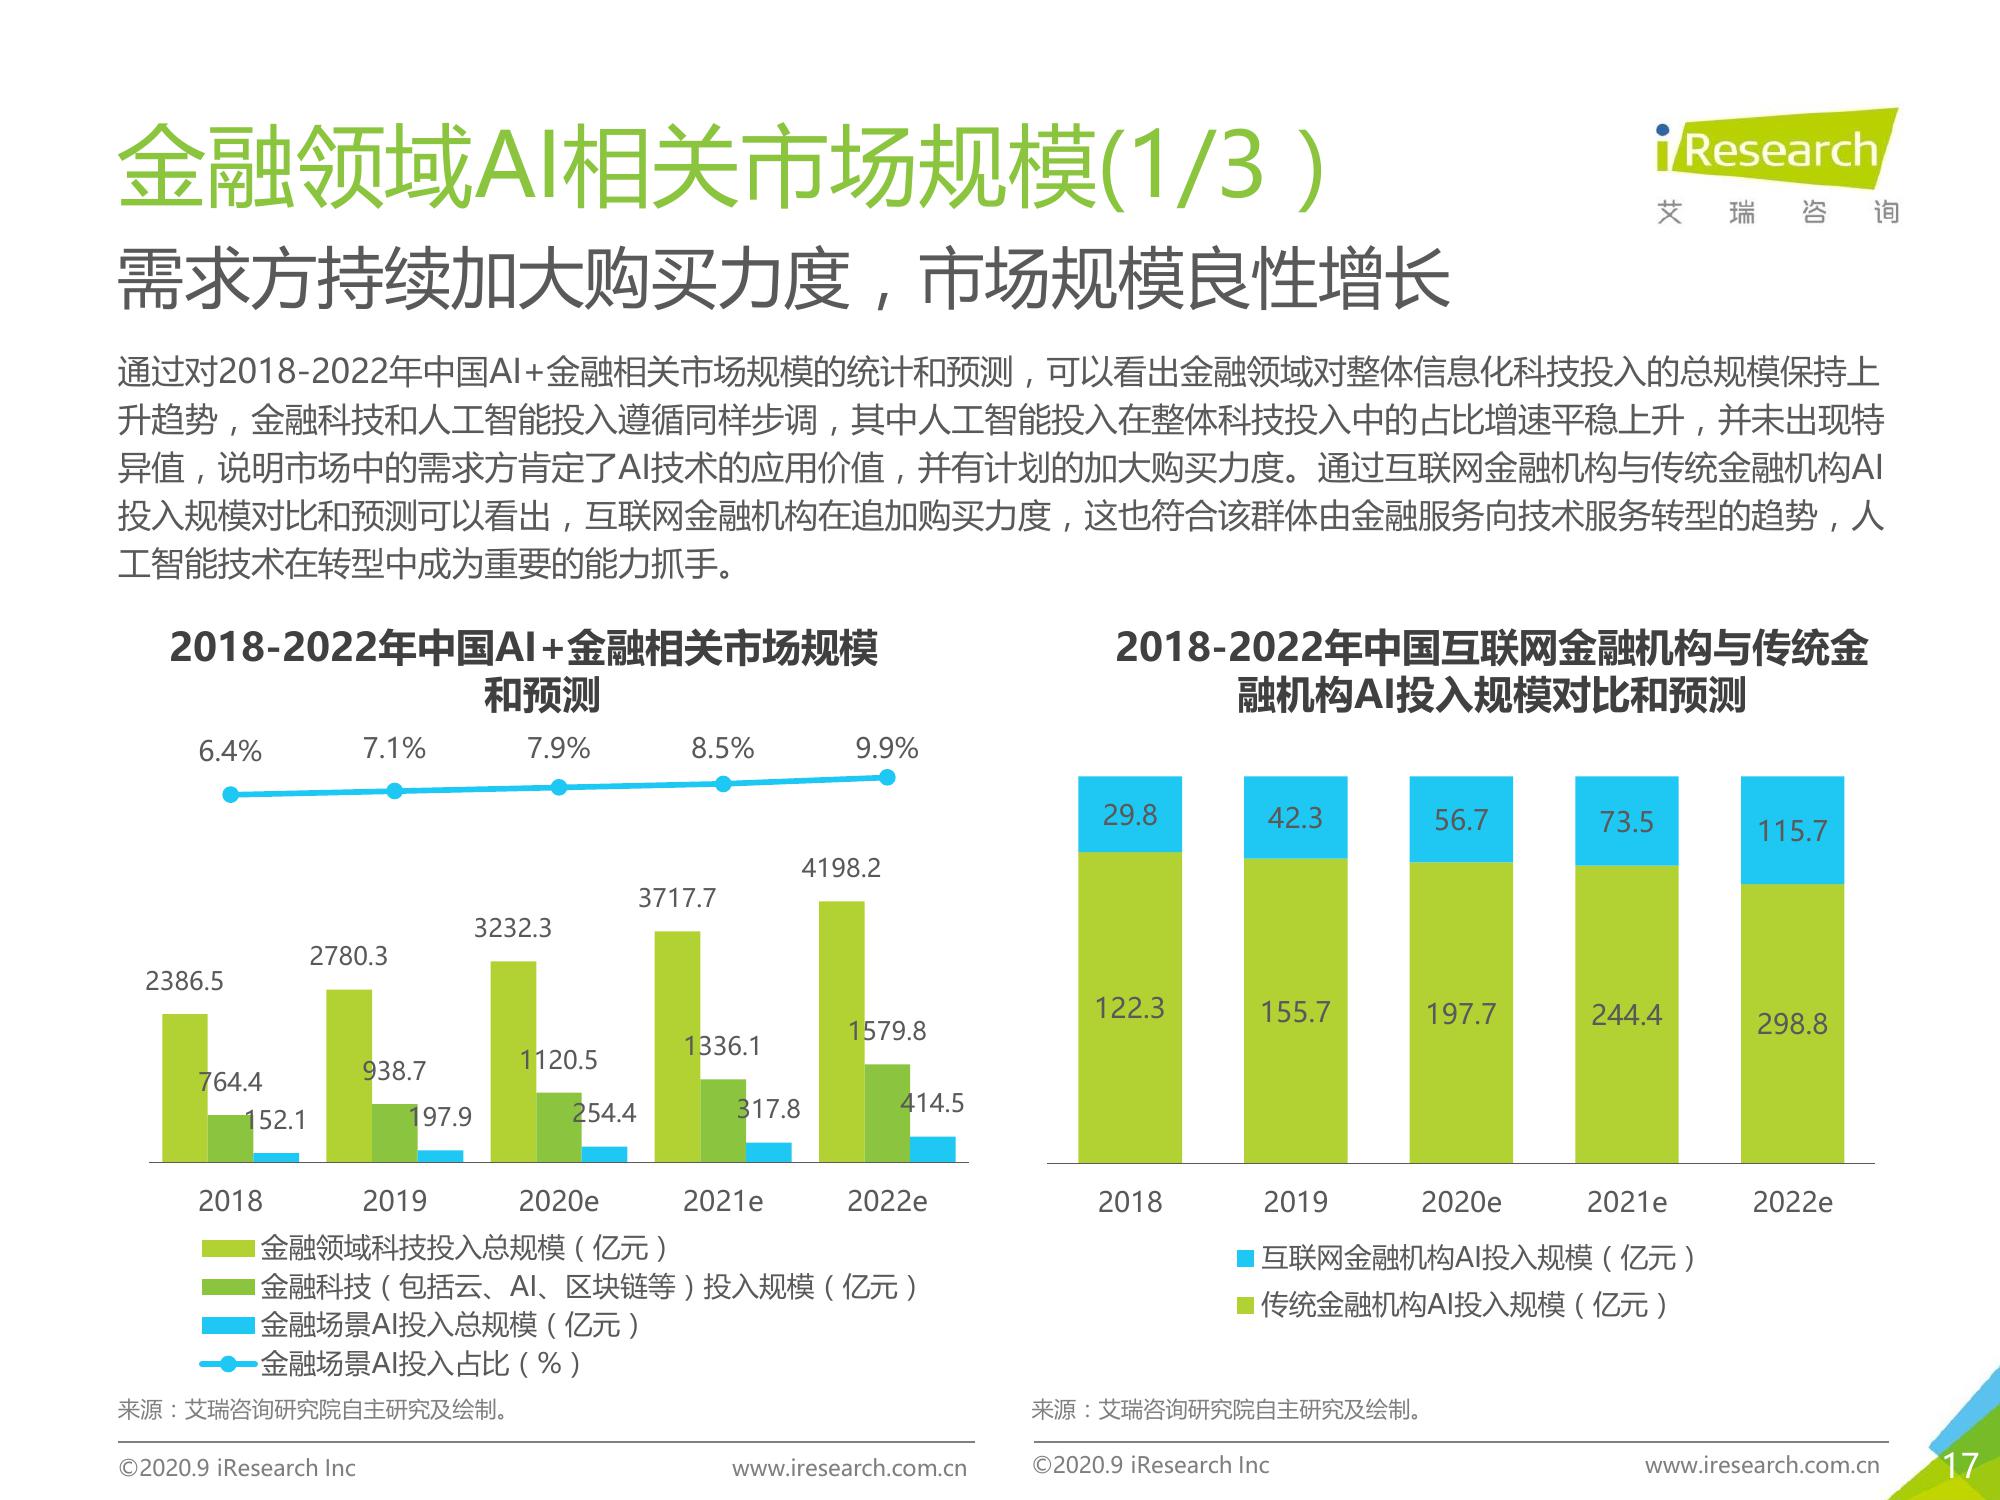 金融领域AI相关市场规模(1/3）
iResearch
艾 瑞 咨 询
需求方持续加大购买力度，市场规模良性增长
通过对2018-2022年中国AI+金融相关市场规模的统计和预测，可以看出金融领域对整体信息化科技投入的总规模保持上
升趋势，金融科技和人工智能投入遵循同样步调，其中人工智能投入在整体科技投入中的占比增速平稳上升，并未出现特
异值，说明市场中的需求方肯定了AI技术的应用价值，并有计划的加大购买力度。通过互联网金融机构与传统金融机构AI
投入规模对比和预测可以看出，互联网金融机构在追加购买力度，这也符合该群体由金融服务向技术服务转型的趋势，人
工智能技术在转型中成为重要的能力抓手。
2018-2022年中国AI+金融相关市场规模
和预测
6.4% 7.1% 7.9% 8.5% 9.9%
2386.5 2780.3 3232.3 3717.7 4198.2
764.4 938.7 1120.5 1336.1 1579.8
152.1 197.9 254.4 317.8 414.5
2018 2019 2020e 2021e 2022e
金融领域科技投入总规模（亿元）
金融科技（包括云、AI、区块链等）投入规模（亿元）
金融场景AI投入总规模（亿元）
金融场景AI投入占比（%）
来源：艾瑞咨询研究院自主研究及绘制。
©2020.9 iResearch Inc www.iresearch.com.cn
2018-2022年中国互联网金融机构与传统金
融机构AI投入规模对比和预测
29.8 42.3 56.7 73.5 115.7
122.3 155.7 197.7 244.4 298.8
2018 2019 2020e 2021e 2022e
互联网金融机构AI投入规模（亿元）
传统金融机构AI投入规模（亿元）
来源：艾瑞咨询研究院自主研究及绘制。
©2020.9 iResearch Inc www.iresearch.com.cn
17